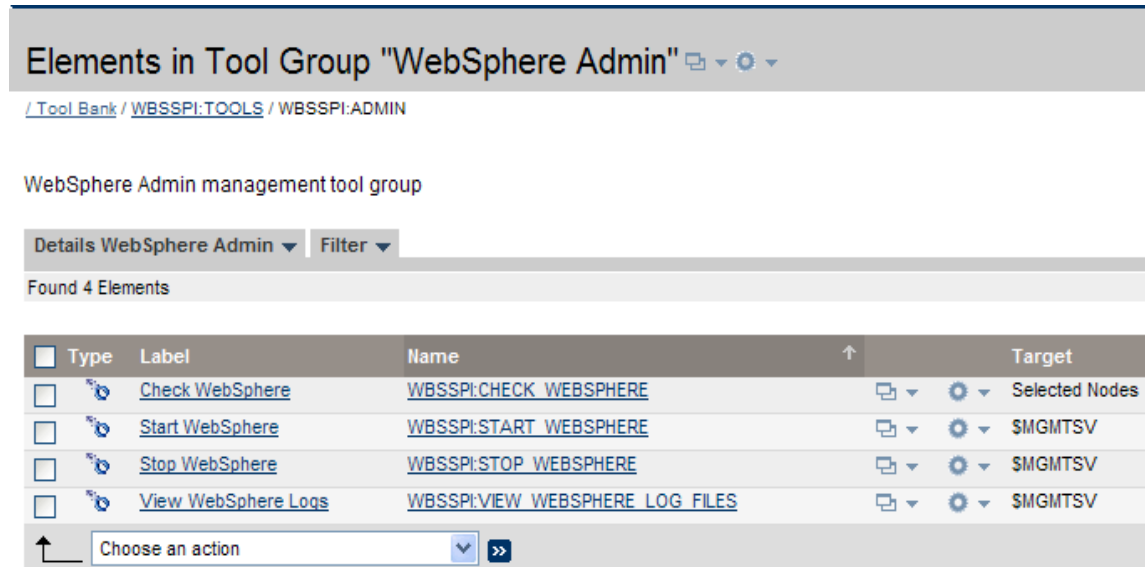 Elements in Tool Group "WebSphere Admin"
/ Tool Bank / WBSSPI:TOOLS / WBSSPI:ADMIN
WebSphere Admin management tool group
Details WebSphere Admin Filter
Found 4 Elements
Type Label Name Target
Check WebSphere WBSSPI:CHECK_WEBSPHERE Selected Nodes
Start WebSphere WBSSPI:START_WEBSPHERE $MGMTSV
Stop WebSphere WBSSPI:STOP_WEBSPHERE $MGMTSV
View WebSphere Logs WBSSPI:VIEW_WEBSPHERE_LOG_FILES $MGMTSV
Choose an action